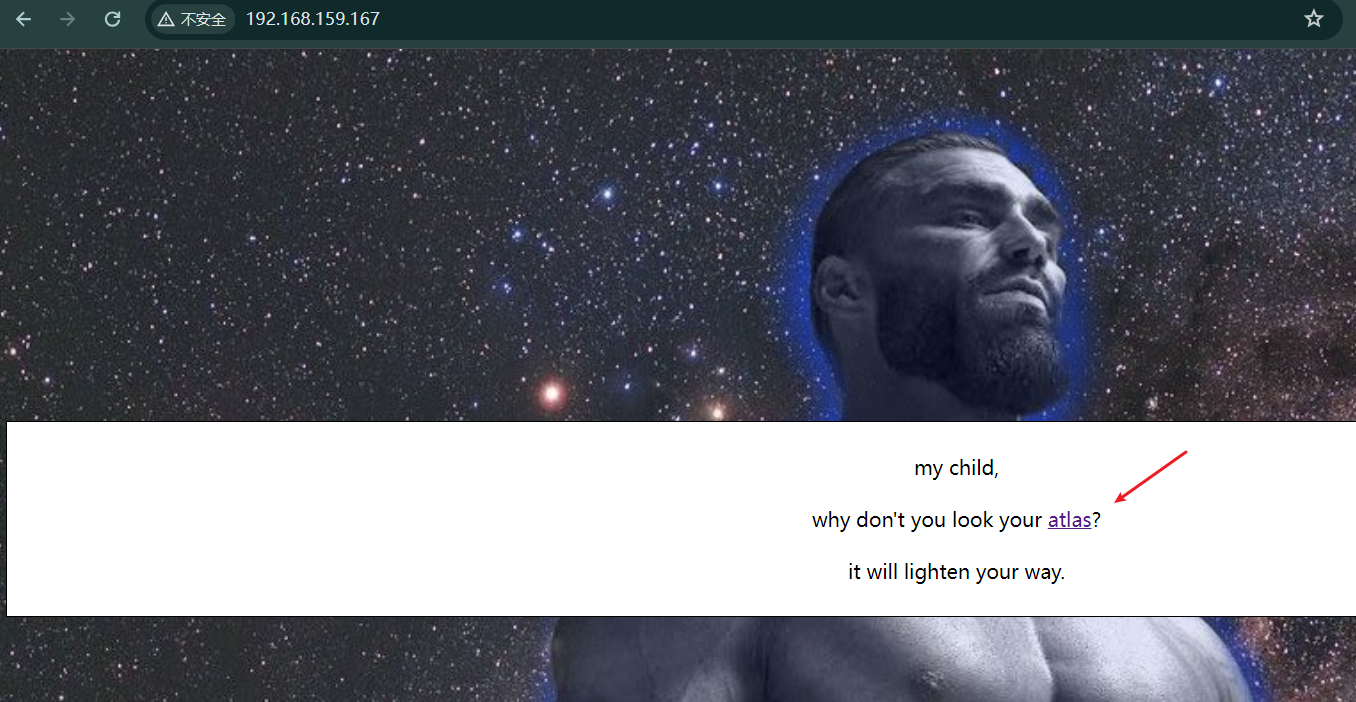 不安全 192.168.159.167
my child,
why don't you look your atlas?
it will lighten your way.